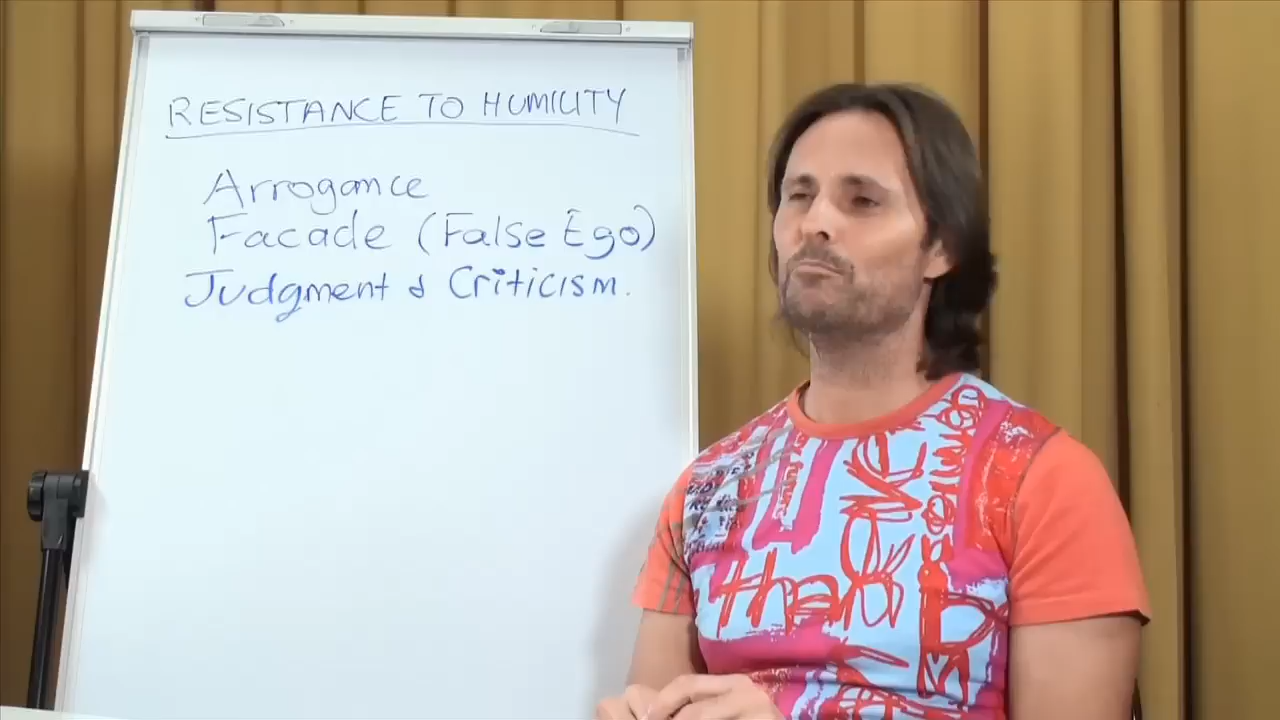 RESISTANCE TO HUMILITY
Arrogance
Facade (False Ego)
Judgment & Criticism.